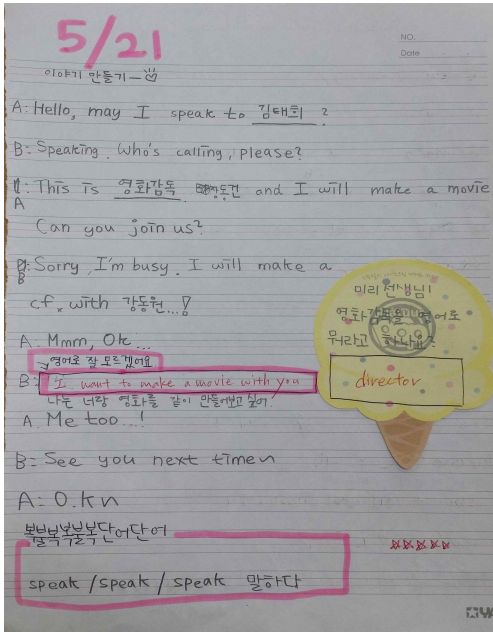 5/21
NO.
Date
이야기 만들기 -
A: Hello, may I speak to 김태희 ?
B: Speaking. Who's calling, please?
A: This is 영화감독 장동건 and I will make a movie
Can you join us?
B: Sorry, I'm busy. I will make a
cf. with 강동원...!
A. Mmm, Ok...
영어로 잘 모르겠어요
B: I want to make a movie with you
나는 너랑 영화를 같이 만들어보고 싶어.
A. Me too...!
B: See you next time
A: O.k
단어단어
speak / speak / speak 말하다
미리선생님!
영화감독을 영어로
뭐라고 하나요?
director